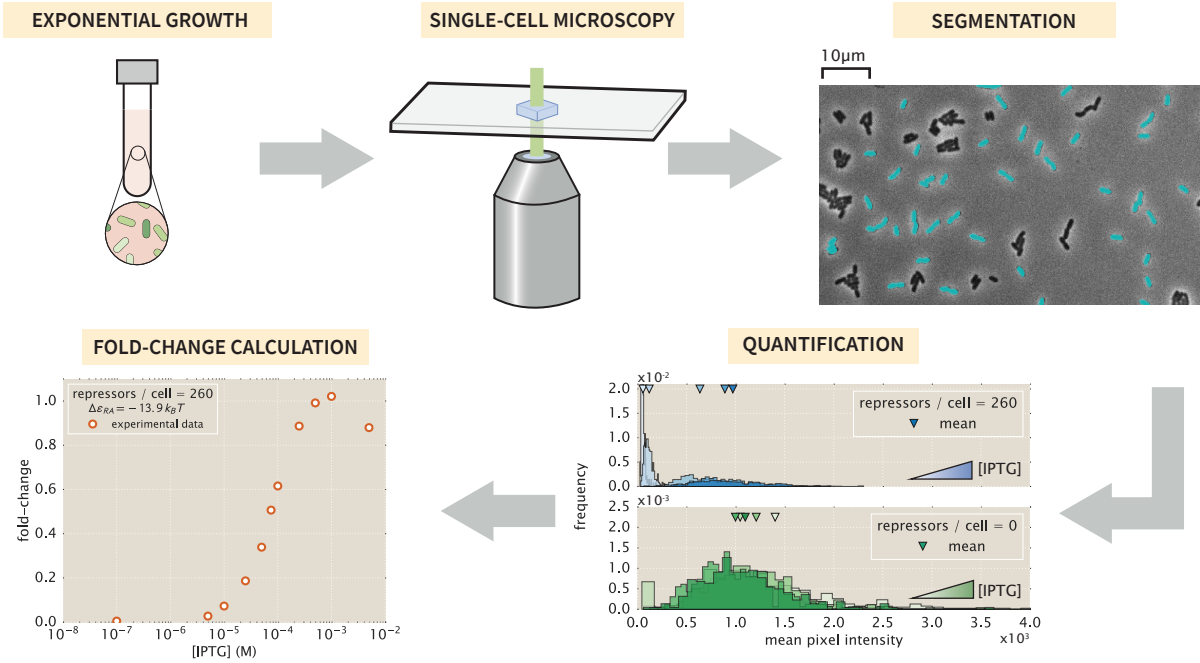 EXPONENTIAL GROWTH
SINGLE-CELL MICROSCOPY
SEGMENTATION
10µm
FOLD-CHANGE CALCULATION
fold-change
1.0
0.8
0.6
0.4
0.2
0.0
repressors / cell = 260
Δε_RA = − 13.9 k_BT
experimental data
10⁻⁸
10⁻⁷
10⁻⁶
10⁻⁵
10⁻⁴
10⁻³
10⁻²
[IPTG] (M)
QUANTIFICATION
frequency
x10⁻²
2.0
1.5
1.0
0.5
0.0
repressors / cell = 260
mean
[IPTG]
x10⁻³
2.5
2.0
1.5
1.0
0.5
0.0
repressors / cell = 0
mean
[IPTG]
0.0
0.5
1.0
1.5
2.0
2.5
3.0
3.5
4.0
x10³
mean pixel intensity